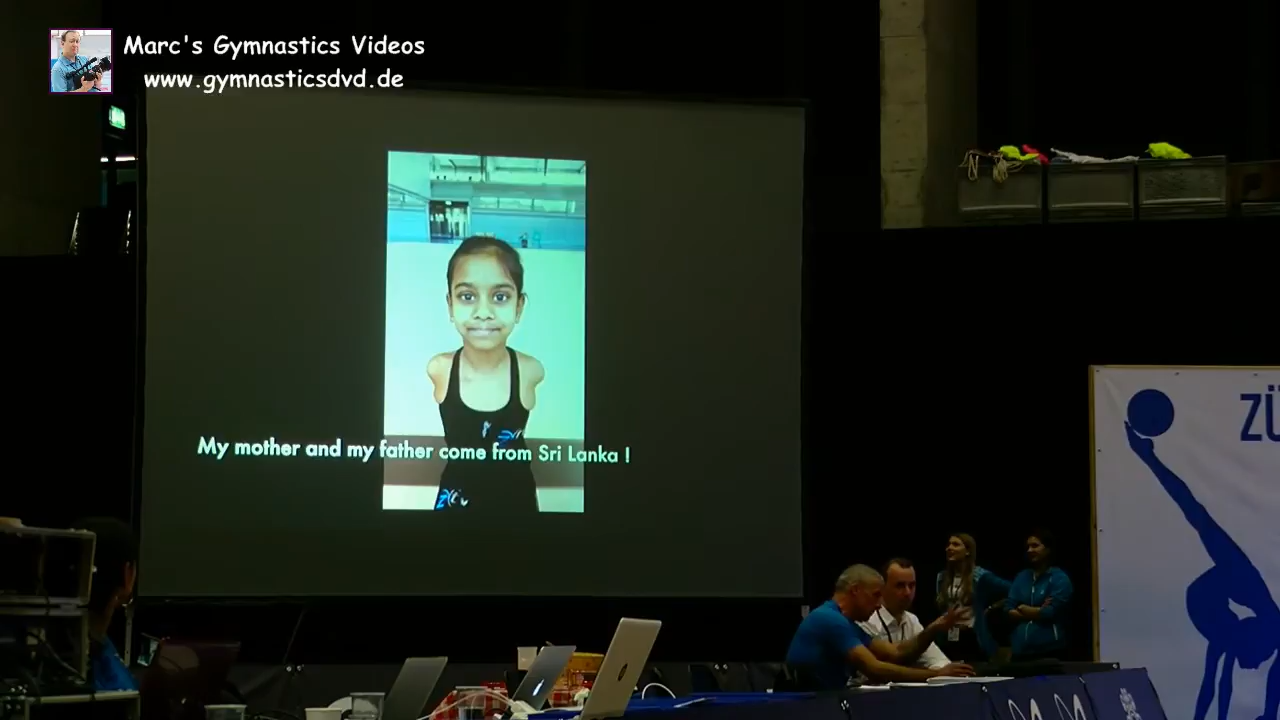 Marc's Gymnastics Videos
www.gymnasticsdvd.de
My mother and my father come from Sri Lanka !
ZÜ